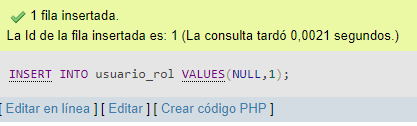 1 fila insertada.
La Id de la fila insertada es: 1 (La consulta tardó 0,0021 segundos.)
INSERT INTO usuario_rol VALUES(NULL,1);
[ Editar en línea ] [ Editar ] [ Crear código PHP ]